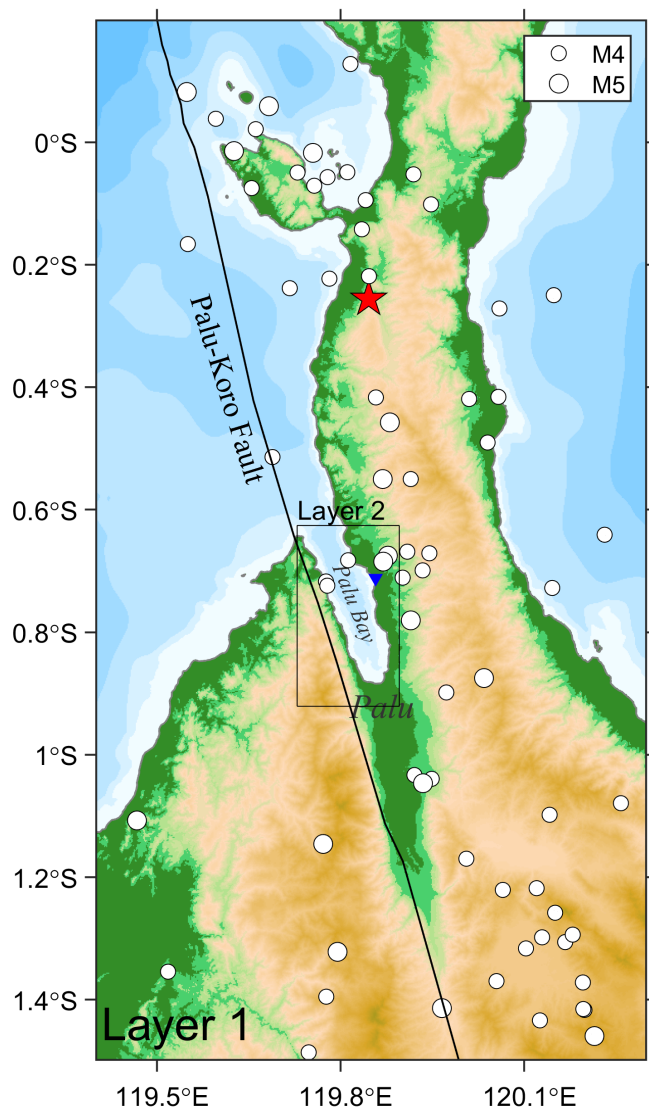 M4
M5
0°S
0.2°S
0.4°S
0.6°S
0.8°S
1°S
1.2°S
1.4°S
Palu-Koro Fault
Layer 2
Palu Bay
Palu
Layer 1
119.5°E
119.8°E
120.1°E